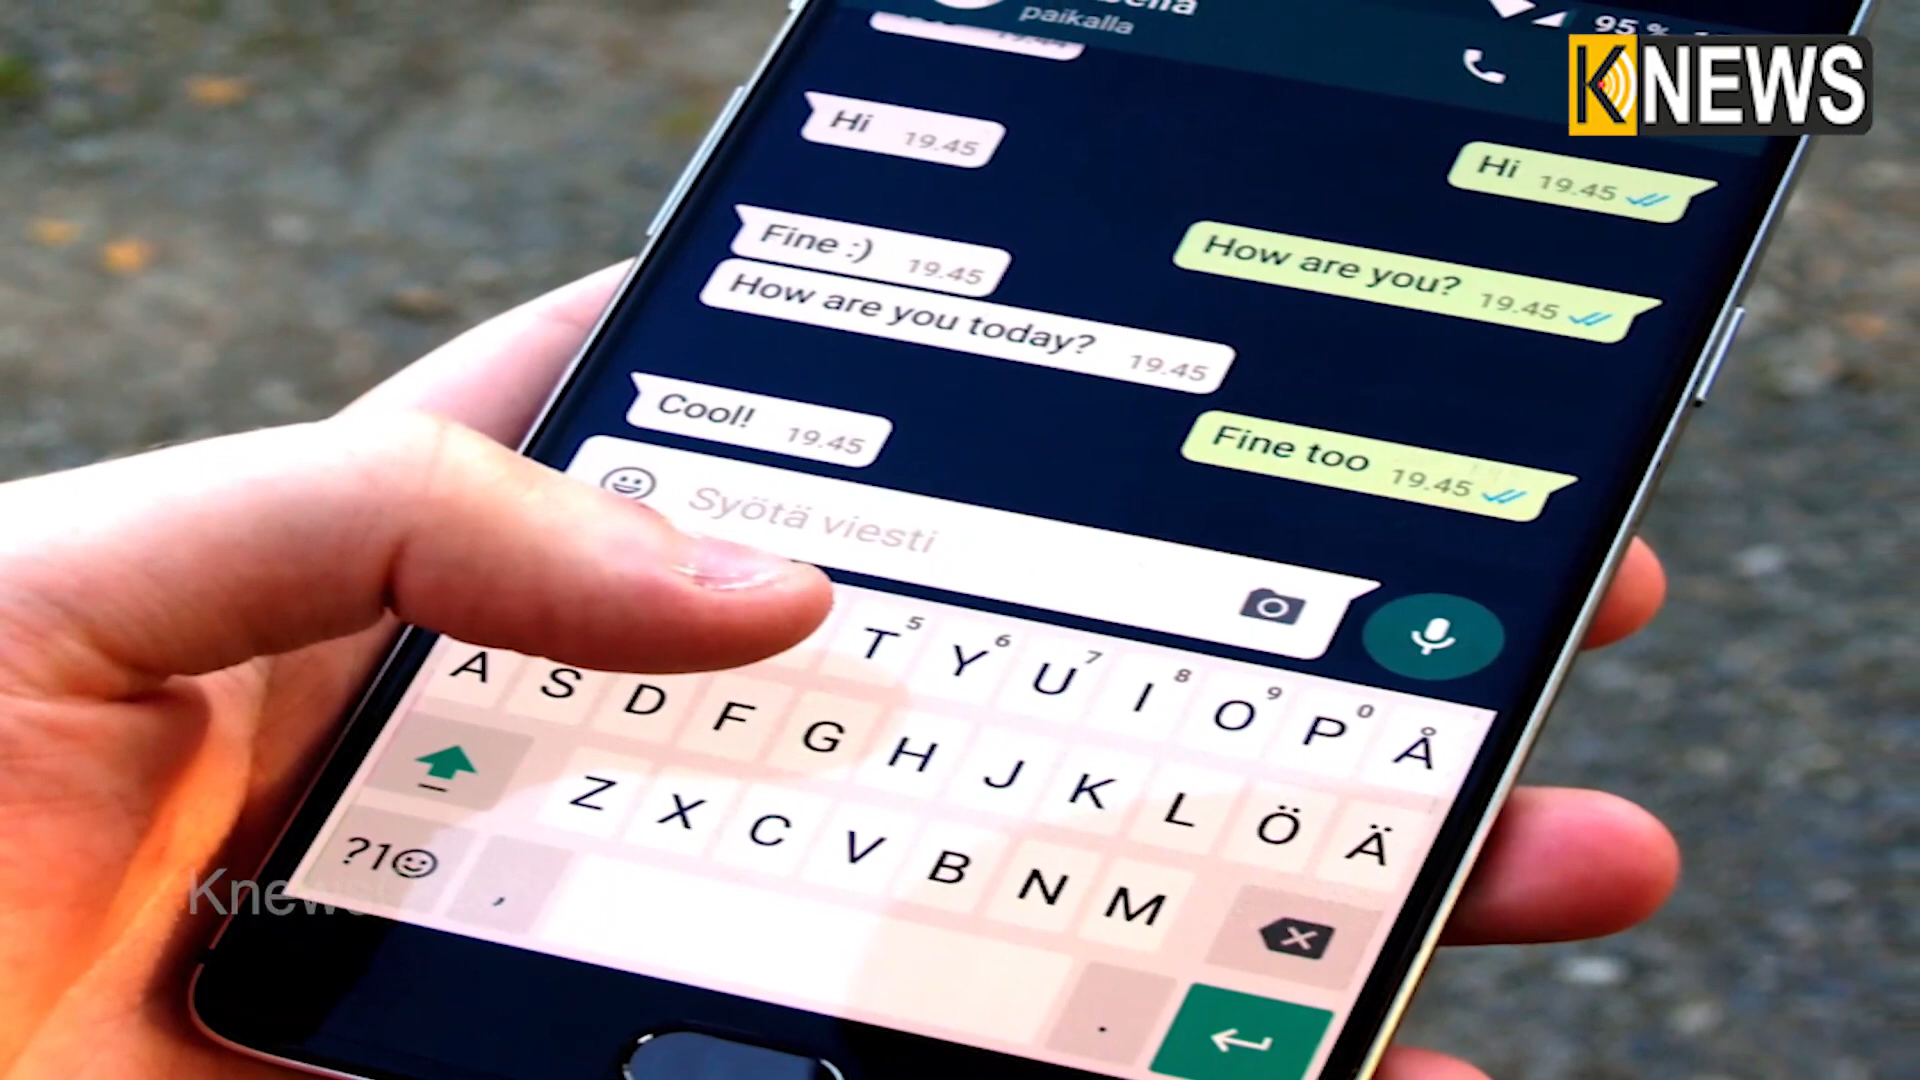 paikalla
95 %
KNEWS
Hi 19.45
Hi 19.45
How are you? 19.45
Fine :) 19.45
How are you today? 19.45
Fine too 19.45
Cool! 19.45
Syötä viesti
T 5 Y 6 U 7 I 8 O 9 P 0 Å
A S D F G H J K L Ö Ä
Z X C V B N M
?1☺ , .
Knews